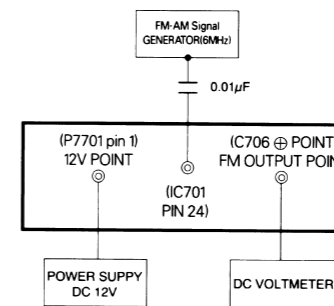 FM-AM Signal
GENERATOR(6MHz)
0.01µF
(P7701 pin 1)
12V POINT
(IC701
PIN 24)
(C706 ⊕ POINT
FM OUTPUT POIN
POWER SUPPY
DC 12V
DC VOLTMETER